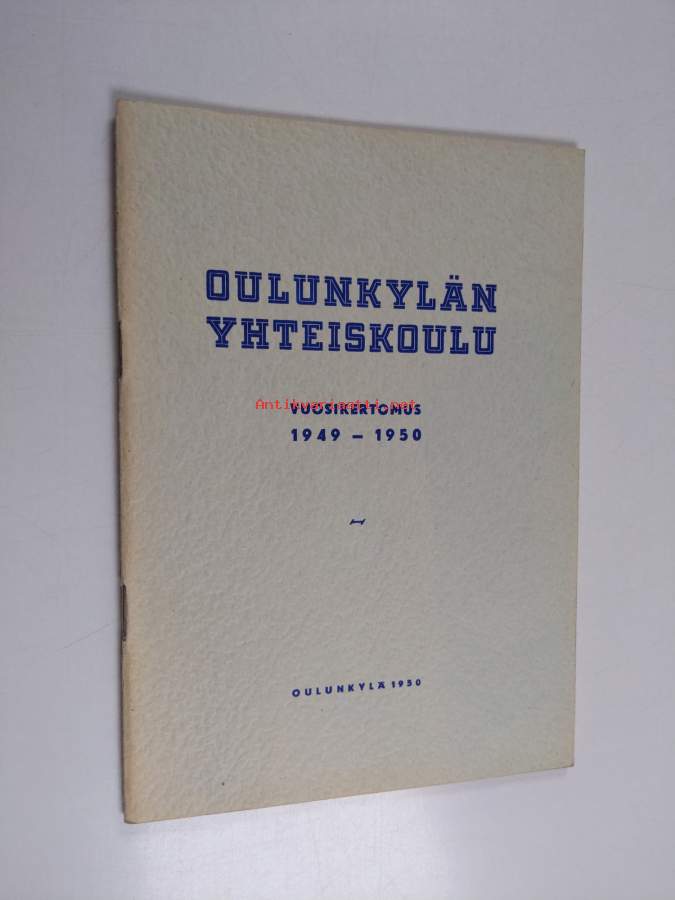 OULUNKYLÄN
YHTEISKOULU
VUOSIKERTOMUS
Antikvariaatti.net
1949 – 1950
OULUNKYLÄ 1950